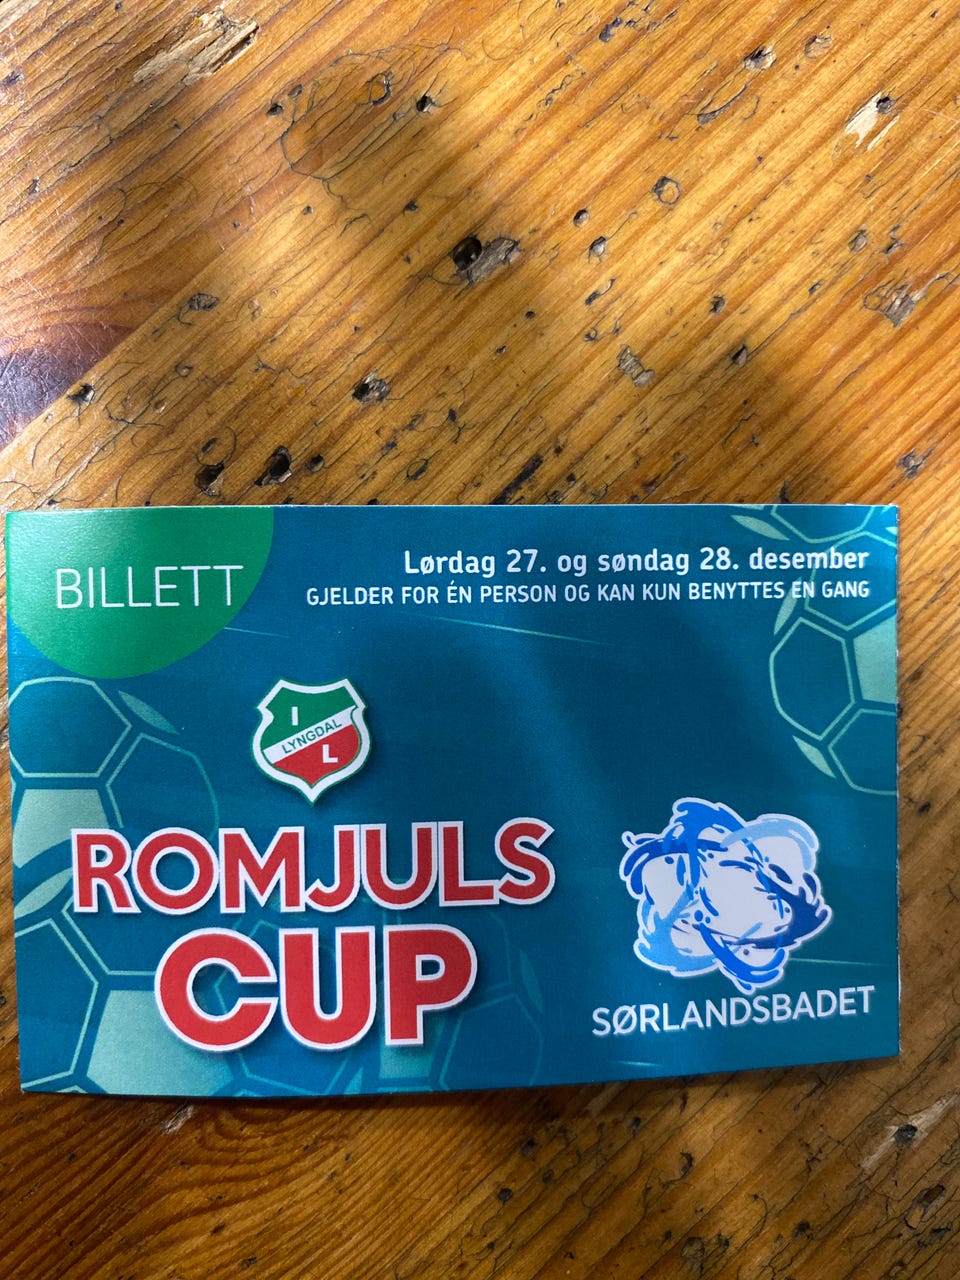 BILLETT
Lørdag 27. og søndag 28. desember
GJELDER FOR ÉN PERSON OG KAN KUN BENYTTES EN GANG
I
LYNGDAL
L
ROMJULS
CUP
SØRLANDSBADET